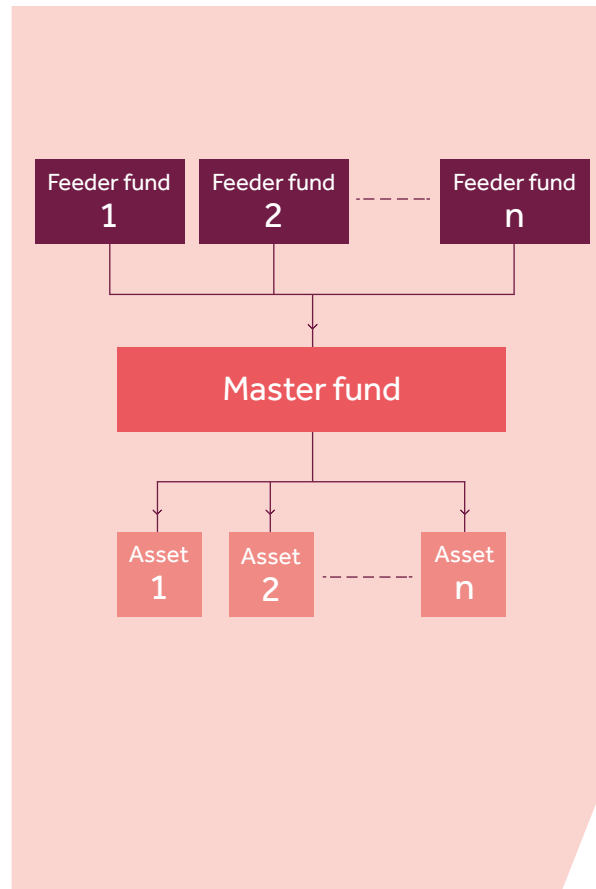 Feeder fund
1
Feeder fund
2
Feeder fund
n
Master fund
Asset
1
Asset
2
Asset
n